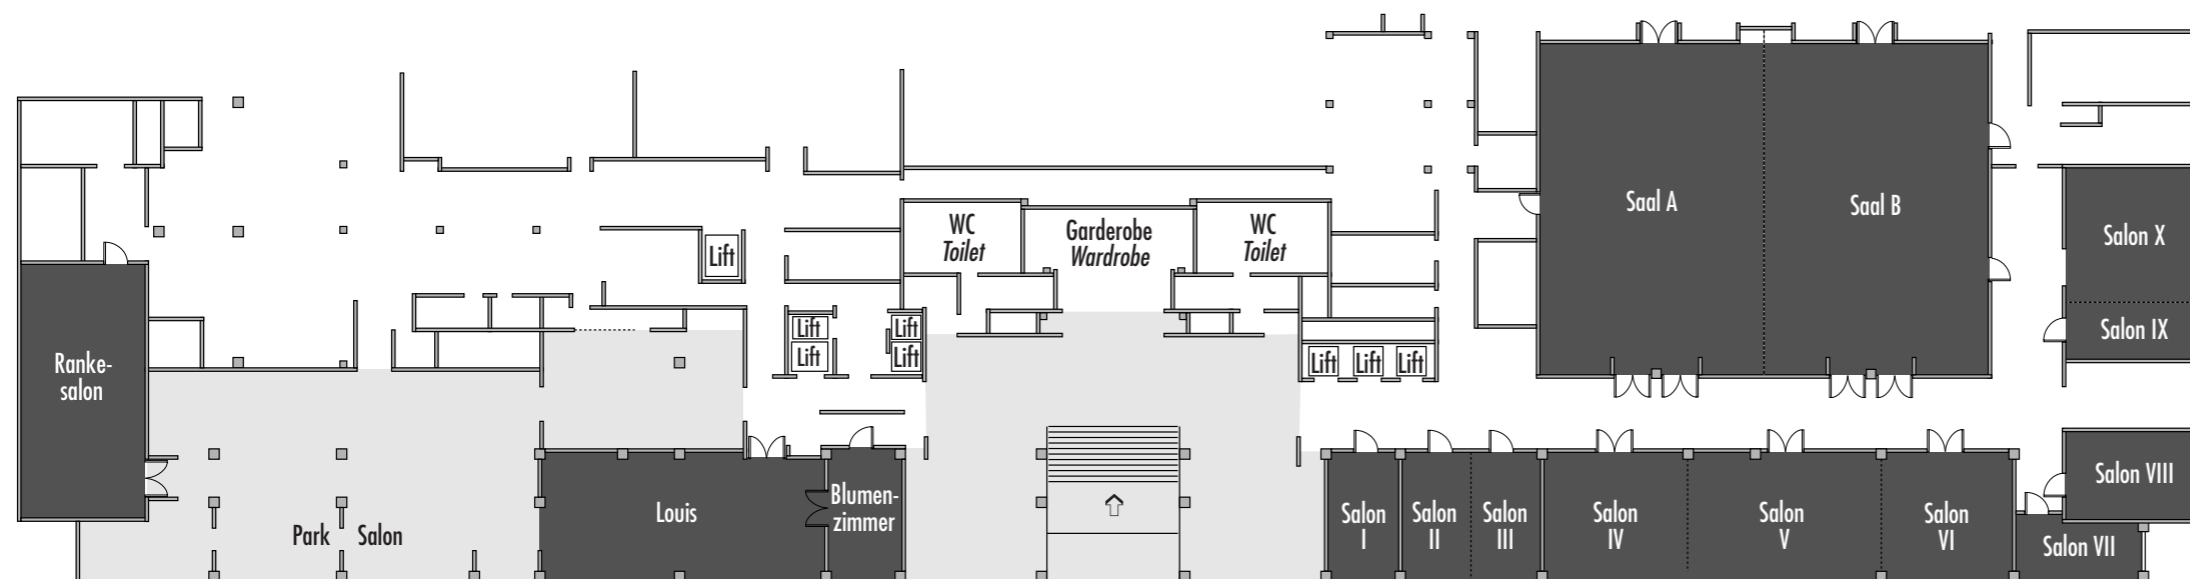 Saal A
Saal B
WC
Toilet
Garderobe
Wardrobe
WC
Toilet
Salon X
Lift
Lift
Lift
Lift
Lift
Salon IX
Ranke-
salon
Lift
Lift
Lift
Salon VIII
Blumen-
zimmer
Louis
Park Salon
Salon
I
Salon
II
Salon
III
Salon
IV
Salon
V
Salon
VI
Salon VII